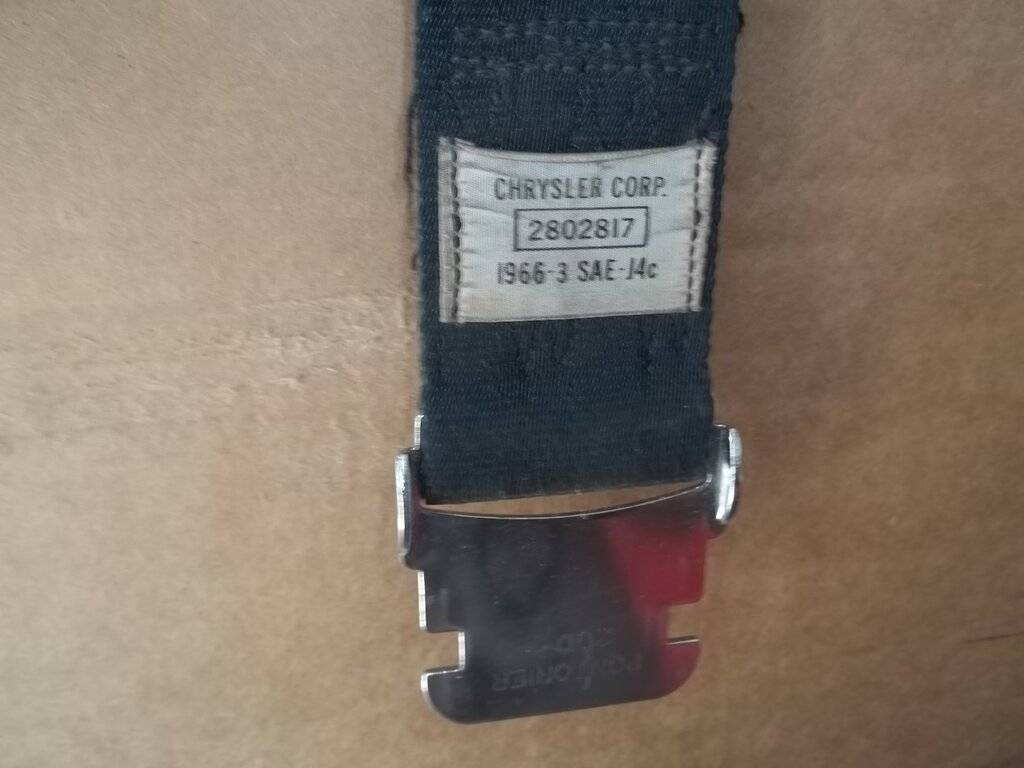 CHRYSLER CORP.
2802817
1966-3 SAE-J4c